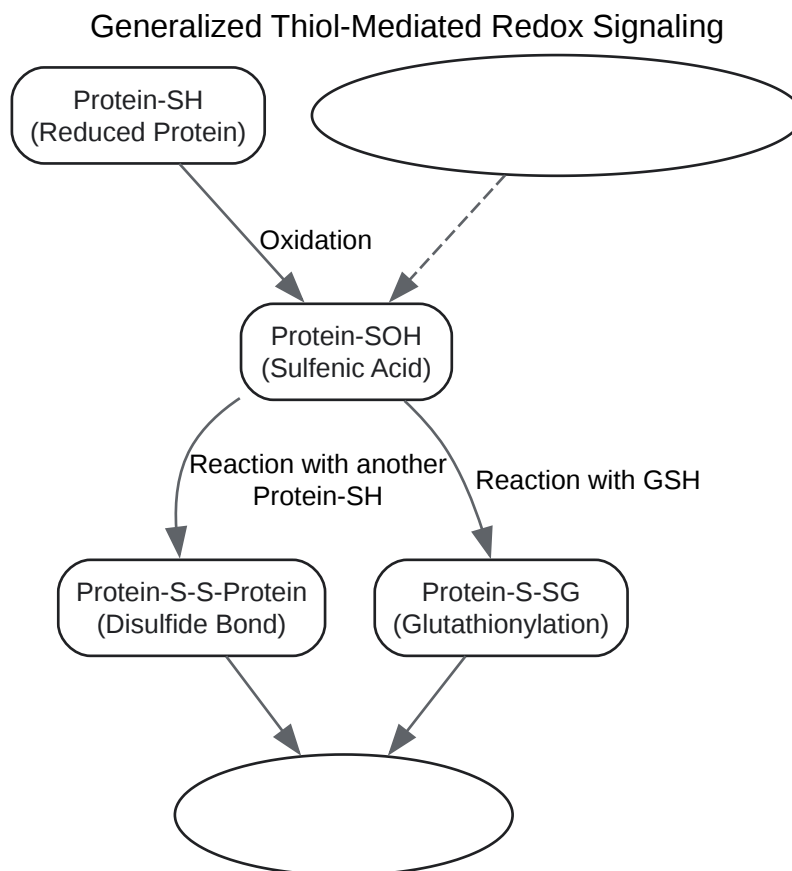 Generalized Thiol-Mediated Redox Signaling
Protein-SH
(Reduced Protein)
Oxidation
Protein-SOH
(Sulfenic Acid)
Reaction with another
Protein-SH
Reaction with GSH
Protein-S-S-Protein
(Disulfide Bond)
Protein-S-SG
(Glutathionylation)